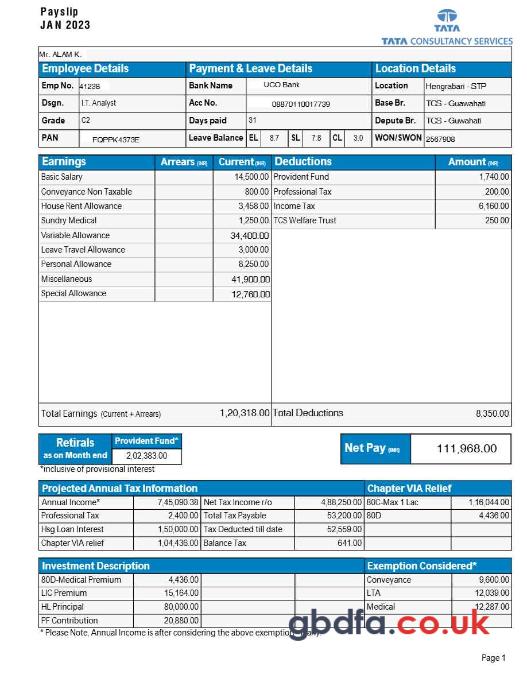 Payslip
JAN 2023
TATA
TATA CONSULTANCY SERVICES
Mr. ALAM K.
Employee Details Payment & Leave Details Location Details
Emp No. 41238 Bank Name UCO Bank Location Hengrabari - STP
Dsgn. I.T. Analyst Acc No. 08870110017739 Base Br. TCS - Guawahati
Grade C2 Days paid 31 Depute Br. TCS - Guwahati
PAN FQPPK4573E Leave Balance EL 8.7 SL 7.8 CL 3.0 WON/SWON 2567908
Earnings Arrears (INR) Current (INR) Deductions Amount (INR)
Basic Salary 14,500.00 Provident Fund 1,740.00
Conveyance Non Taxable 800.00 Professional Tax 200.00
House Rent Allowance 3,458.00 Income Tax 6,160.00
Sundry Medical 1,250.00 TCS Welfare Trust 250.00
Variable Allowance 34,400.00
Leave Travel Allowance 3,000.00
Personal Allowance 8,250.00
Miscellaneous 41,900.00
Special Allowance 12,760.00
Total Earnings (Current + Arrears) 1,20,318.00 Total Deductions 8,350.00
Retirals as on Month end Provident Fund* 2,02,383.00
Net Pay (INR) 111,968.00
*inclusive of provisional interest
Projected Annual Tax Information Chapter VIA Relief
Annual Income* 7,45,090.38 Net Tax Income r/o 4,88,250.00 80C-Max 1 Lac 1,16,044.00
Professional Tax 2,400.00 Total Tax Payable 53,200.00 80D 4,436.00
Hsg Loan Interest 1,50,000.00 Tax Deducted till date 52,559.00
Chapter VIA relief 1,04,436.00 Balance Tax 641.00
Investment Description Exemption Considered*
80D-Medical Premium 4,436.00 Conveyance 9,600.00
LIC Premium 15,164.00 LTA 12,039.00
HL Principal 80,000.00 Medical 12,287.00
PF Contribution 20,880.00
* Please Note, Annual Income is after considering the above exemption
gbdfa.co.uk
Page 1